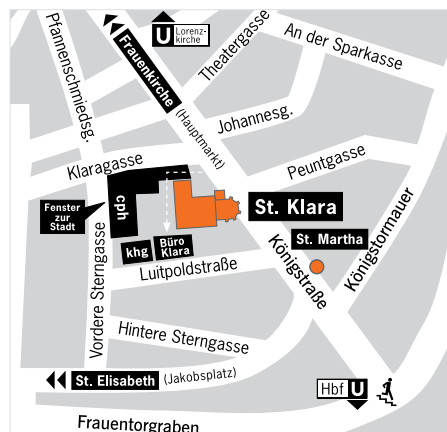 Pfannenschmiedsg.
Frauenkirche
(Hauptmarkt)
U
Lorenz-
kirche
Theatergasse
An der Sparkasse
Johannesg.
Klaragasse
Peuntgasse
Fenster
zur
Stadt
cph
khg
Büro
Klara
St. Klara
St. Martha
Königstraße
Königstormauer
Luitpoldstraße
Vordere Sterngasse
Hintere Sterngasse
St. Elisabeth (Jakobsplatz)
Hbf U
Frauentorgraben